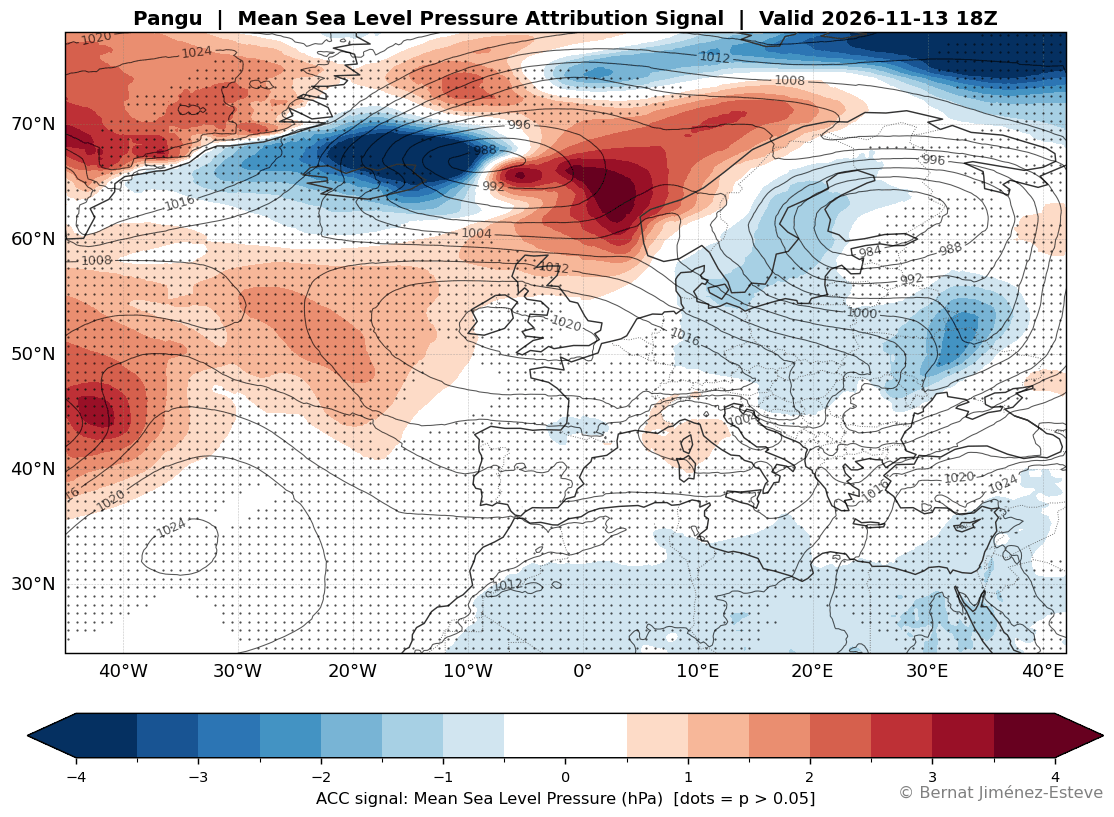 Pangu | Mean Sea Level Pressure Attribution Signal | Valid 2026-11-13 18Z
1020
1024
1012
1008
70°N
996
988
996
992
1016
60°N
1004
984
988
1008
1012
992
1000
1020
1016
50°N
1004
40°N
16
1020
1016
1020
1024
1024
30°N
1012
40°W 30°W 20°W 10°W 0° 10°E 20°E 30°E 40°E
−4 −3 −2 −1 0 1 2 3 4
ACC signal: Mean Sea Level Pressure (hPa) [dots = p > 0.05]
© Bernat Jiménez-Esteve